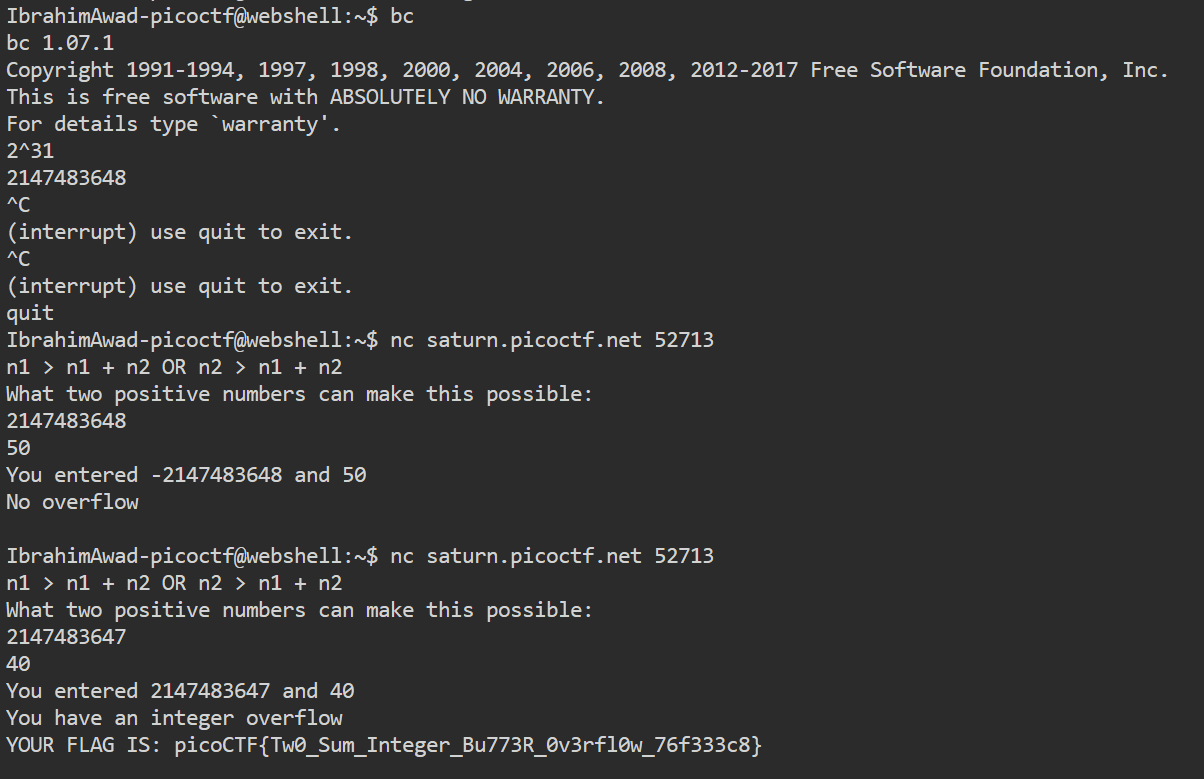 IbrahimAwad-picoctf@webshell:~$ bc
bc 1.07.1
Copyright 1991-1994, 1997, 1998, 2000, 2004, 2006, 2008, 2012-2017 Free Software Foundation, Inc.
This is free software with ABSOLUTELY NO WARRANTY.
For details type `warranty'.
2^31
2147483648
^C
(interrupt) use quit to exit.
^C
(interrupt) use quit to exit.
quit
IbrahimAwad-picoctf@webshell:~$ nc saturn.picoctf.net 52713
n1 > n1 + n2 OR n2 > n1 + n2
What two positive numbers can make this possible:
2147483648
50
You entered -2147483648 and 50
No overflow
IbrahimAwad-picoctf@webshell:~$ nc saturn.picoctf.net 52713
n1 > n1 + n2 OR n2 > n1 + n2
What two positive numbers can make this possible:
2147483647
40
You entered 2147483647 and 40
You have an integer overflow
YOUR FLAG IS: picoCTF{Tw0_Sum_Integer_Bu773R_0v3rfl0w_76f333c8}